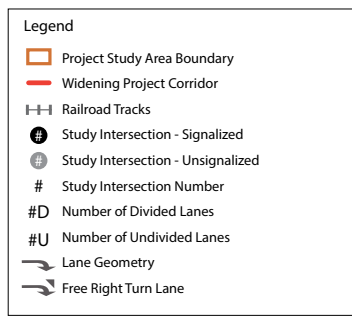 Legend
Project Study Area Boundary
Widening Project Corridor
Railroad Tracks
# Study Intersection - Signalized
# Study Intersection - Unsignalized
# Study Intersection Number
#D Number of Divided Lanes
#U Number of Undivided Lanes
Lane Geometry
Free Right Turn Lane